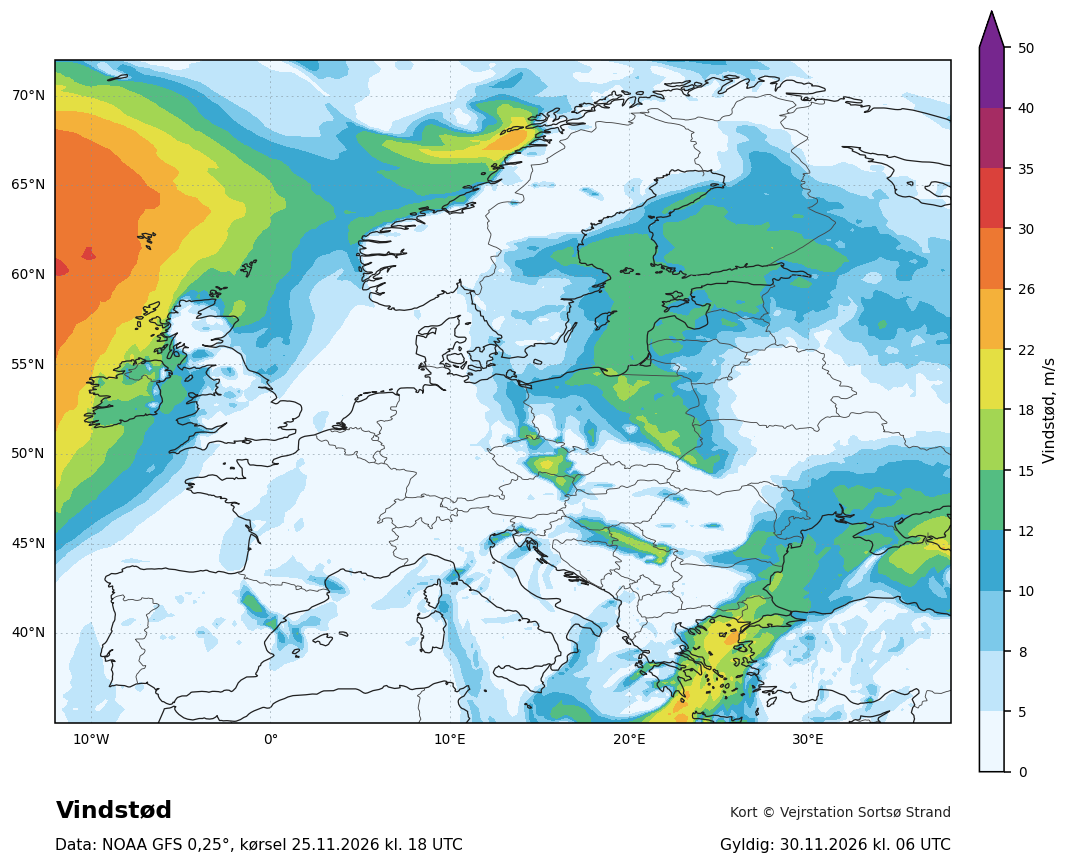 70°N
65°N
60°N
55°N
50°N
45°N
40°N
10°W
0°
10°E
20°E
30°E
50
40
35
30
26
22
18
15
12
10
8
5
0
Vindstød, m/s
Vindstød
Kort © Vejrstation Sortsø Strand
Data: NOAA GFS 0,25°, kørsel 25.11.2026 kl. 18 UTC
Gyldig: 30.11.2026 kl. 06 UTC